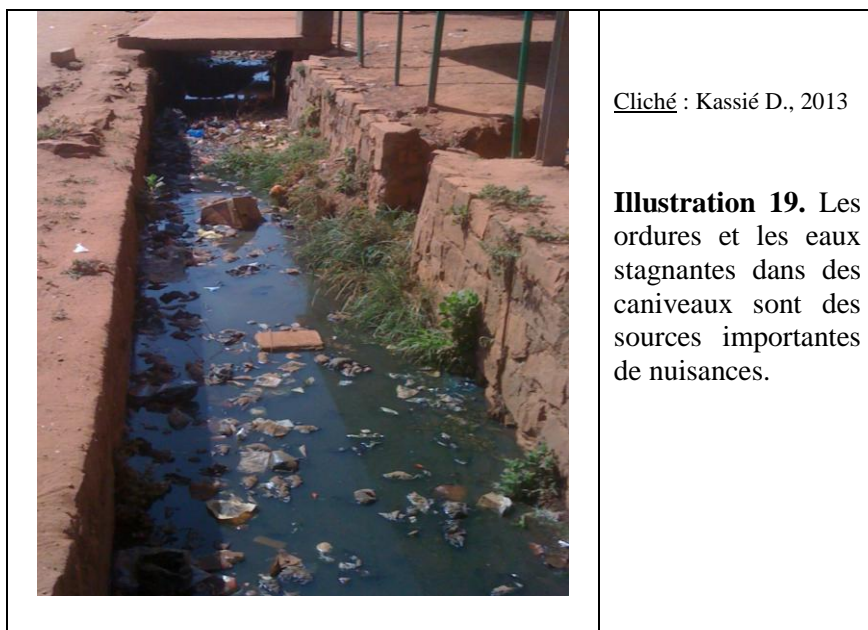 Cliché : Kassié D., 2013
Illustration 19. Les
ordures et les eaux
stagnantes dans des
caniveaux sont des
sources importantes
de nuisances.